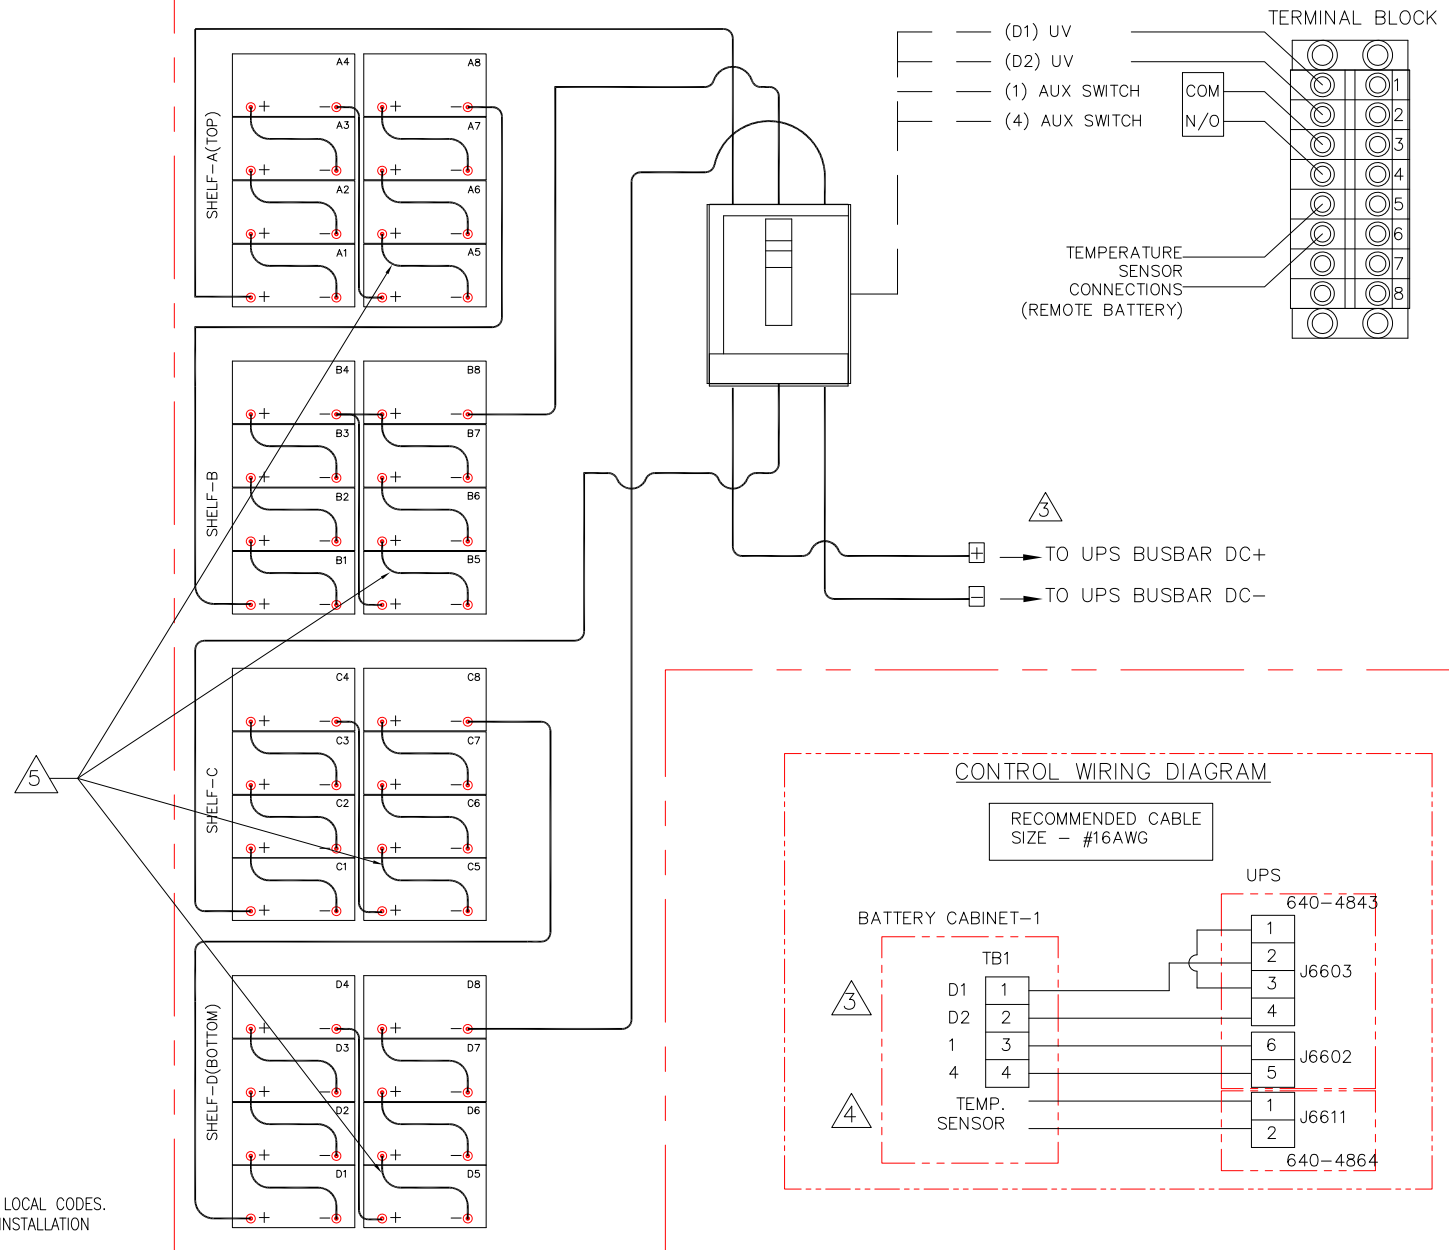 TERMINAL BLOCK
(D1) UV
(D2) UV
(1) AUX SWITCH
(4) AUX SWITCH
COM
N/O
1
2
3
4
5
6
7
8
TEMPERATURE
SENSOR
CONNECTIONS
(REMOTE BATTERY)
SHELF-A(TOP)
A4
A8
+ -
+ -
A3
A7
+ -
+ -
A2
A6
+ -
+ -
A1
A5
+ -
+ -
SHELF-B
B4
B8
+ -
+ -
B3
B7
+ -
+ -
B2
B6
+ -
+ -
B1
B5
+ -
+ -
3
+
TO UPS BUSBAR DC+
-
TO UPS BUSBAR DC-
SHELF-C
C4
C8
+ -
+ -
C3
C7
+ -
+ -
C2
C6
+ -
+ -
C1
C5
+ -
+ -
5
SHELF-D(BOTTOM)
D4
D8
+ -
+ -
D3
D7
+ -
+ -
D2
D6
+ -
+ -
D1
D5
+ -
+ -
LOCAL CODES.
INSTALLATION
CONTROL WIRING DIAGRAM
RECOMMENDED CABLE
SIZE - #16AWG
UPS
640-4843
BATTERY CABINET-1
TB1
D1 1
D2 2
1 3
4 4
TEMP.
SENSOR
3
4
1
2
3
4
J6603
6
5
J6602
1
2
J6611
640-4864